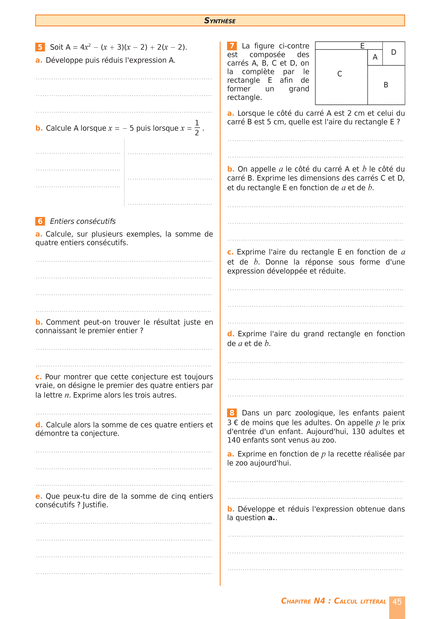 SYNTHÈSE
5 Soit A = 4x² − (x + 3)(x − 2) + 2(x − 2).
a. Développe puis réduis l'expression A.
b. Calcule A lorsque x = − 5 puis lorsque x = 1/2 .
6 Entiers consécutifs
a. Calcule, sur plusieurs exemples, la somme de
quatre entiers consécutifs.
b. Comment peut-on trouver le résultat juste en
connaissant le premier entier ?
c. Pour montrer que cette conjecture est toujours
vraie, on désigne le premier des quatre entiers par
la lettre n. Exprime alors les trois autres.
d. Calcule alors la somme de ces quatre entiers et
démontre ta conjecture.
e. Que peux-tu dire de la somme de cinq entiers
consécutifs ? Justifie.
7 La figure ci-contre
est composée des
carrés A, B, C et D, on
la complète par le
rectangle E afin de
former un grand
rectangle.
E
A
D
C
B
a. Lorsque le côté du carré A est 2 cm et celui du
carré B est 5 cm, quelle est l'aire du rectangle E ?
b. On appelle a le côté du carré A et b le côté du
carré B. Exprime les dimensions des carrés C et D,
et du rectangle E en fonction de a et de b.
c. Exprime l'aire du rectangle E en fonction de a
et de b. Donne la réponse sous forme d'une
expression développée et réduite.
d. Exprime l'aire du grand rectangle en fonction
de a et de b.
8 Dans un parc zoologique, les enfants paient
3 € de moins que les adultes. On appelle p le prix
d'entrée d'un enfant. Aujourd'hui, 130 adultes et
140 enfants sont venus au zoo.
a. Exprime en fonction de p la recette réalisée par
le zoo aujourd'hui.
b. Développe et réduis l'expression obtenue dans
la question a..
CHAPITRE N4 : CALCUL LITTÉRAL 45